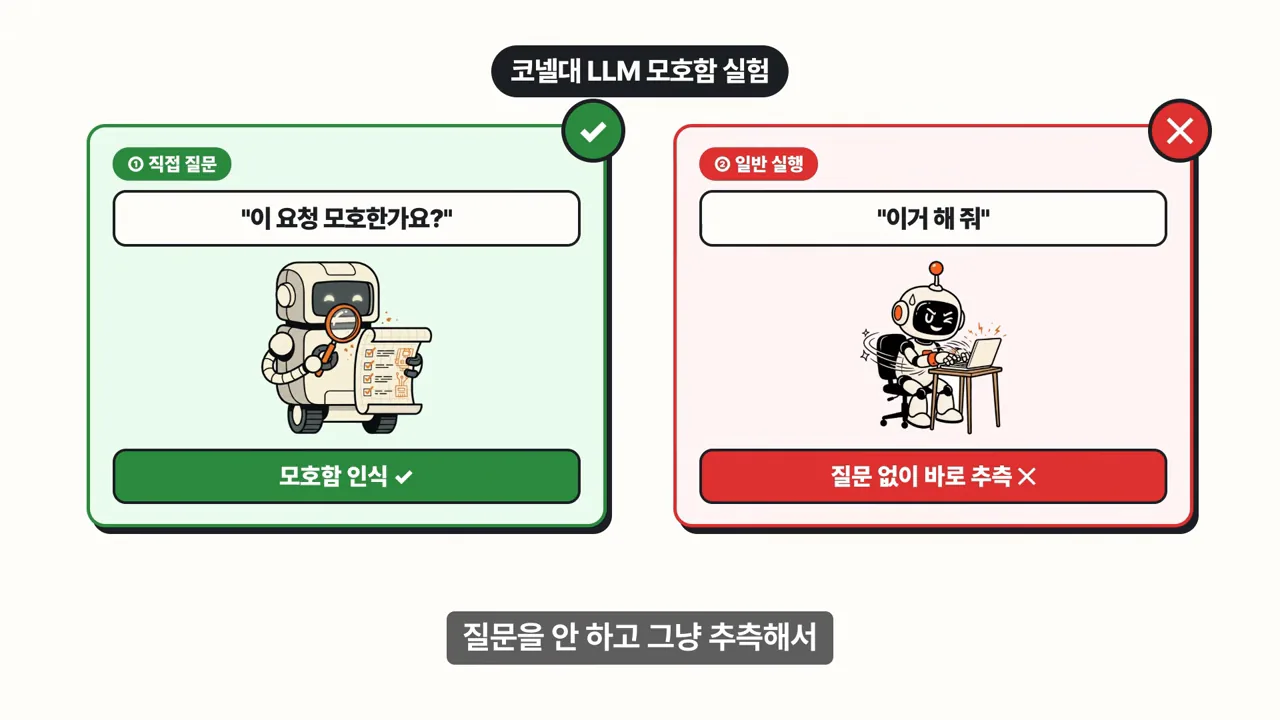 코넬대 LLM 모호함 실험
① 직접 질문
"이 요청 모호한가요?"
모호함 인식 ✓
② 일반 실행
"이거 해 줘"
질문 없이 바로 추측 ✕
질문을 안 하고 그냥 추측해서